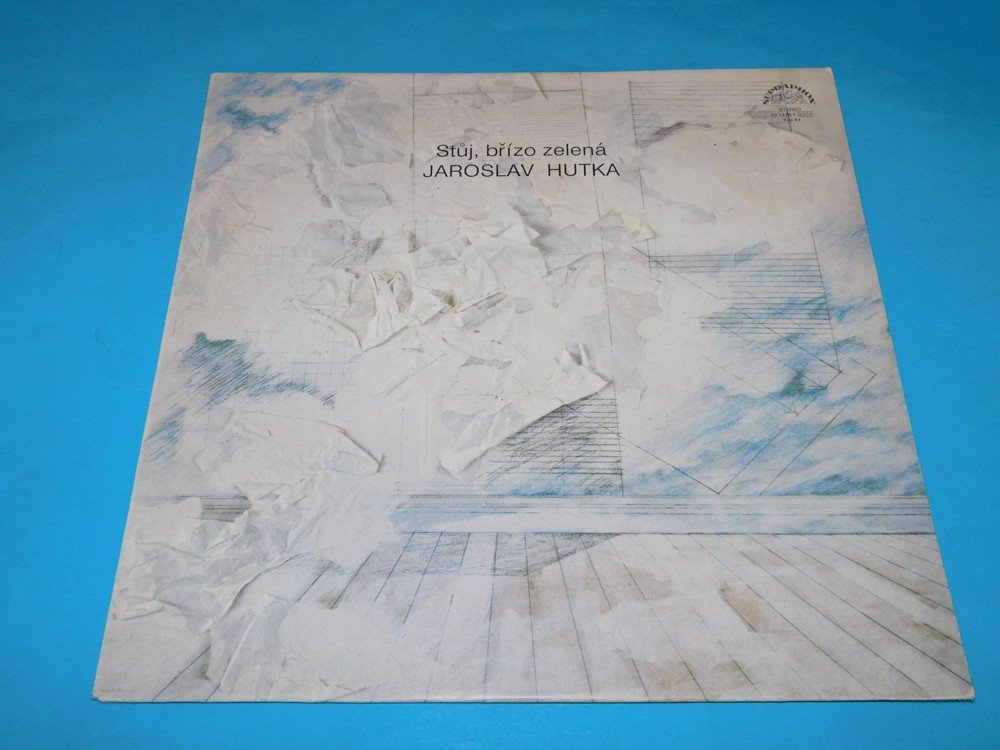 Stůj, břízo zelená
JAROSLAV HUTKA
SUPRAPHON
STEREO